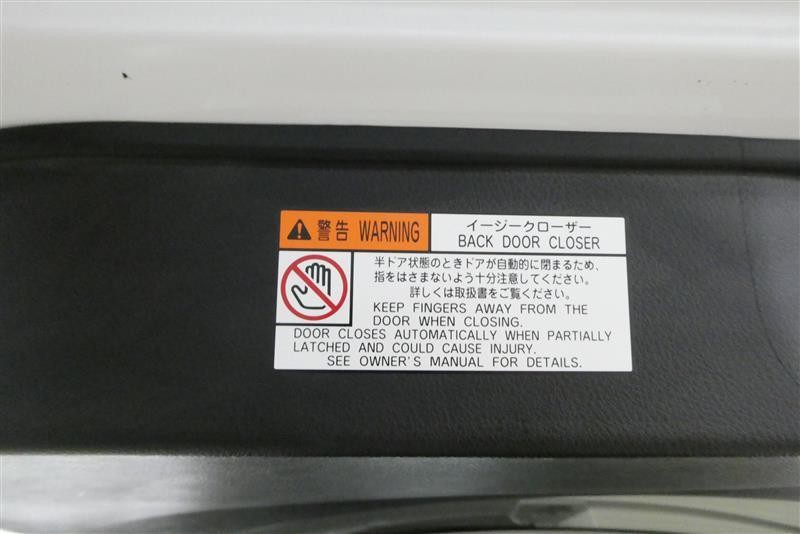 警告 WARNING
イージークローザー
BACK DOOR CLOSER
半ドア状態のときドアが自動的に閉まるため、
指をはさまないよう十分注意してください。
詳しくは取扱書をご覧ください。
KEEP FINGERS AWAY FROM THE
DOOR WHEN CLOSING.
DOOR CLOSES AUTOMATICALLY WHEN PARTIALLY
LATCHED AND COULD CAUSE INJURY.
SEE OWNER'S MANUAL FOR DETAILS.